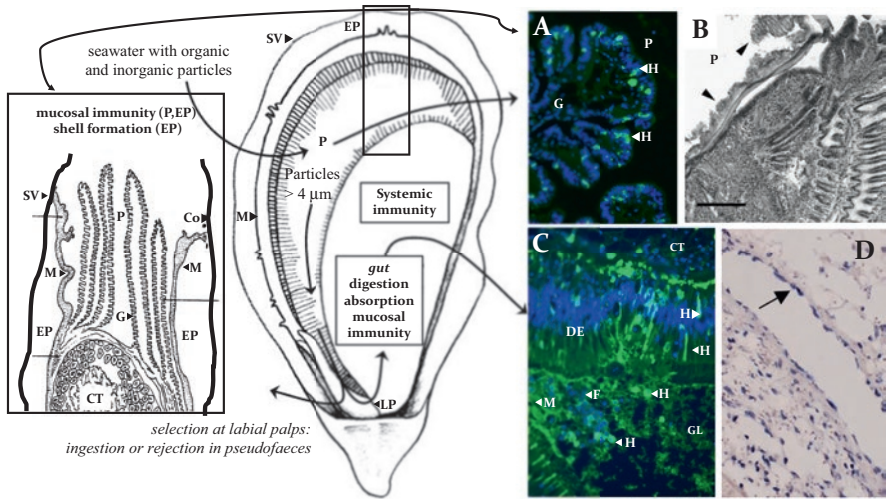 mucosal immunity (P,EP)
shell formation (EP)
SV
P
Co
M
M
G
EP
EP
CT
seawater with organic
and inorganic particles
SV
EP
P
Particles
> 4 μm
M
Systemic
immunity
gut
digestion
absorption
mucosal
immunity
LP
selection at labial palps:
ingestion or rejection in pseudofaeces
A
P
H
G
H
B
P
C
CT
H
DE
H
F
H
M
GL
H
D